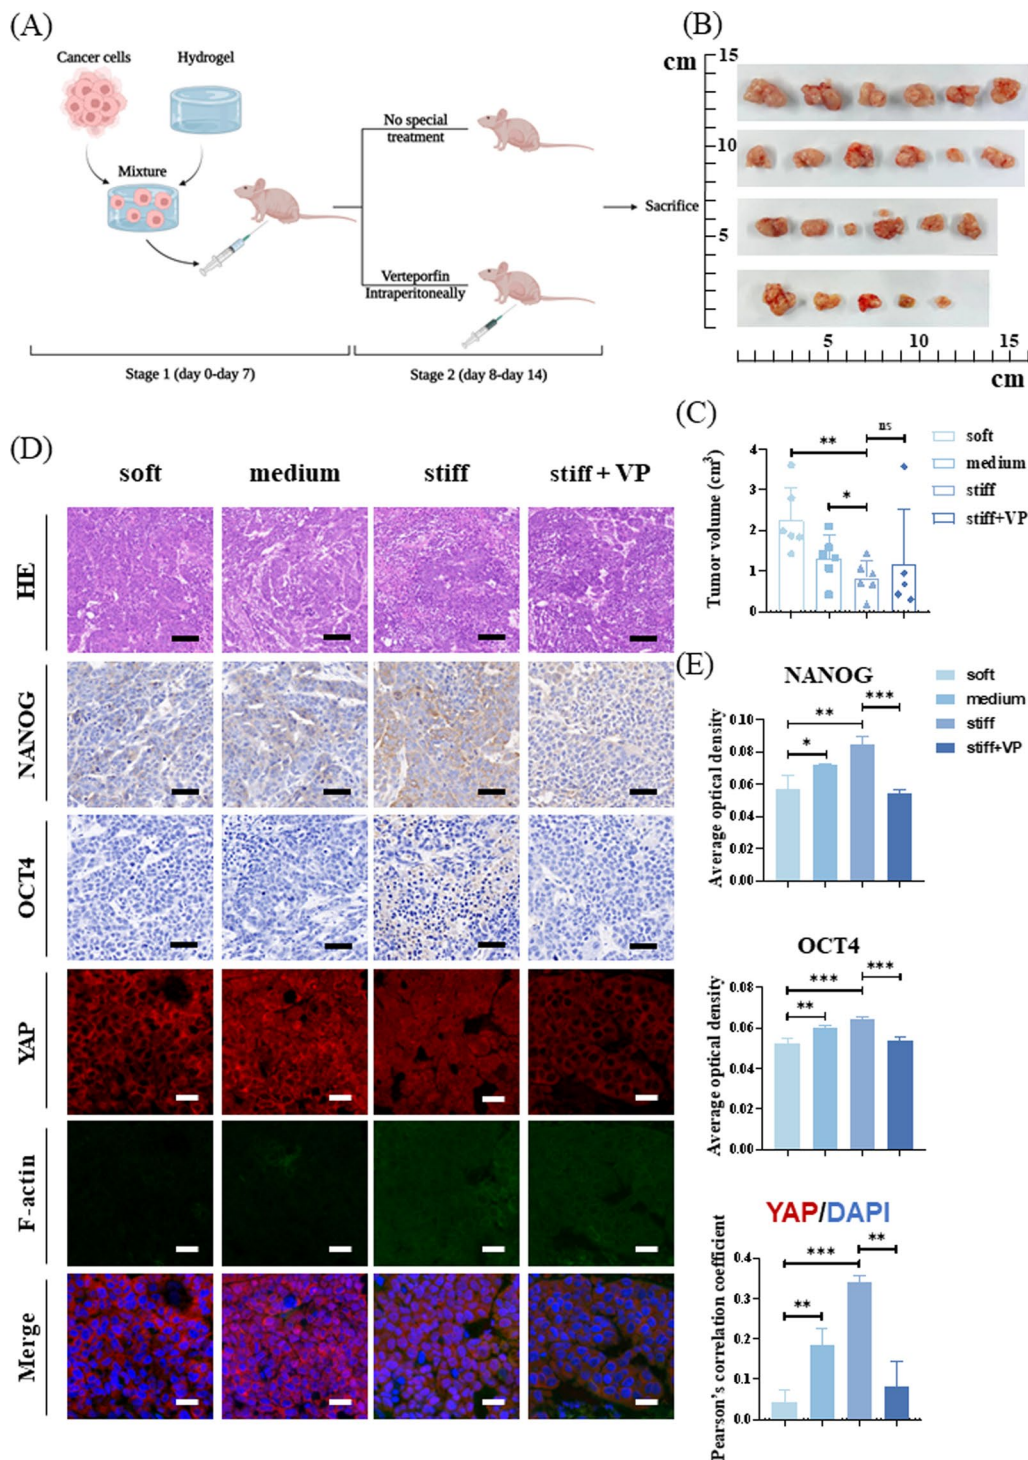 (A)
Cancer cells
Hydrogel
Mixture
No special
treatment
Verteporfin
Intraperitoneally
Sacrifice
Stage 1 (day 0-day 7)
Stage 2 (day 8-day 14)
(B)
cm
15
10
5
5
10
15
cm
(C)
Tumor volume (cm³)
4
3
2
1
0
**
*
ns
soft
medium
stiff
stiff+VP
(D)
soft
medium
stiff
stiff + VP
HE
NANOG
OCT4
YAP
F-actin
Merge
(E)
NANOG
soft
medium
stiff
stiff+VP
Average optical density
0.10
0.08
0.06
0.04
0.02
0.00
*
**
***
OCT4
Average optical density
0.08
0.06
0.04
0.02
0.00
**
***
***
YAP/DAPI
Pearson's correlation coefficient
0.4
0.3
0.2
0.1
0.0
**
***
**